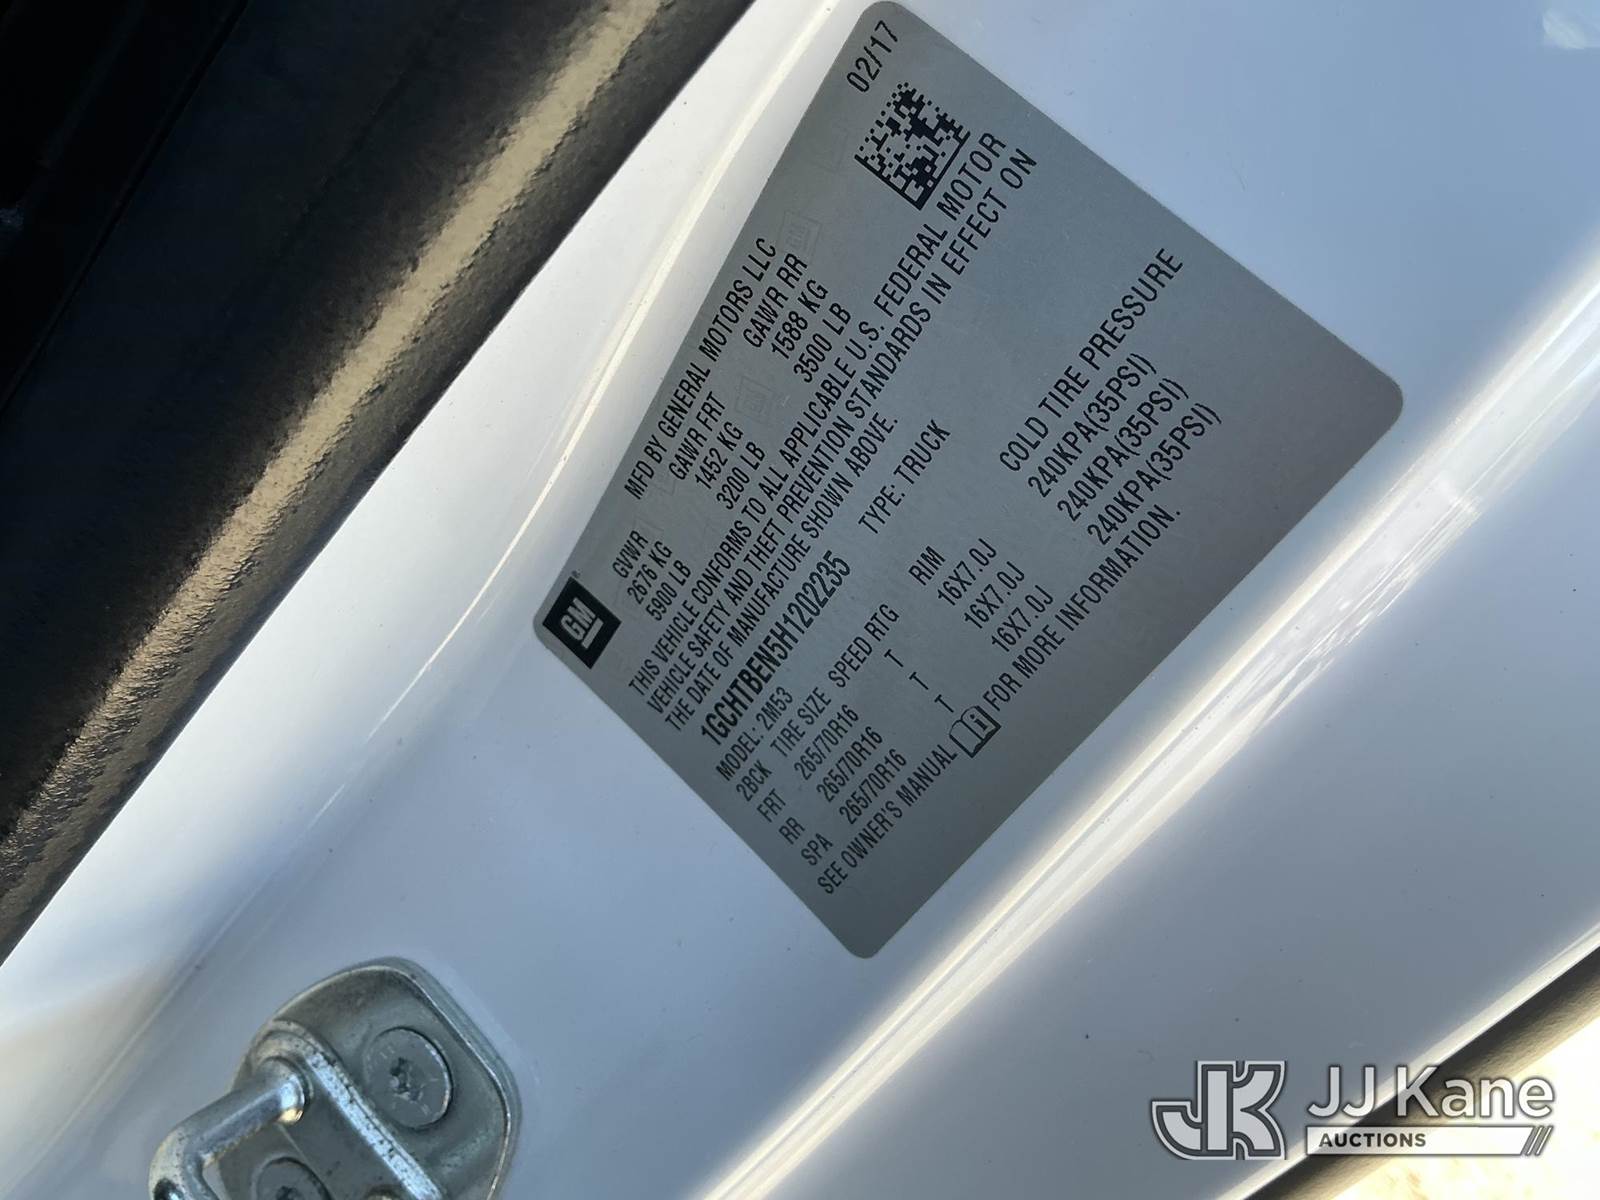 MFD BY GENERAL MOTORS LLC 02/17
GM
GVWR GAWR FRT GAWR RR
2676 KG 1452 KG 1588 KG
5900 LB 3200 LB 3500 LB
THIS VEHICLE CONFORMS TO ALL APPLICABLE U.S. FEDERAL MOTOR
VEHICLE SAFETY AND THEFT PREVENTION STANDARDS IN EFFECT ON
THE DATE OF MANUFACTURE SHOWN ABOVE.
1GCHTBEN5H1202235 TYPE: TRUCK
MODEL: 2M53
2BCK TIRE SIZE SPEED RTG RIM COLD TIRE PRESSURE
FRT 265/70R16 T 16X7.0J 240KPA(35PSI)
RR 265/70R16 T 16X7.0J 240KPA(35PSI)
SPA 265/70R16 T 16X7.0J 240KPA(35PSI)
SEE OWNER'S MANUAL FOR MORE INFORMATION.
JK JJ Kane
AUCTIONS